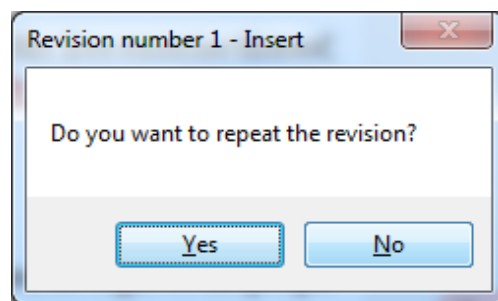 Revision number 1 - Insert
Do you want to repeat the revision?
Yes
No